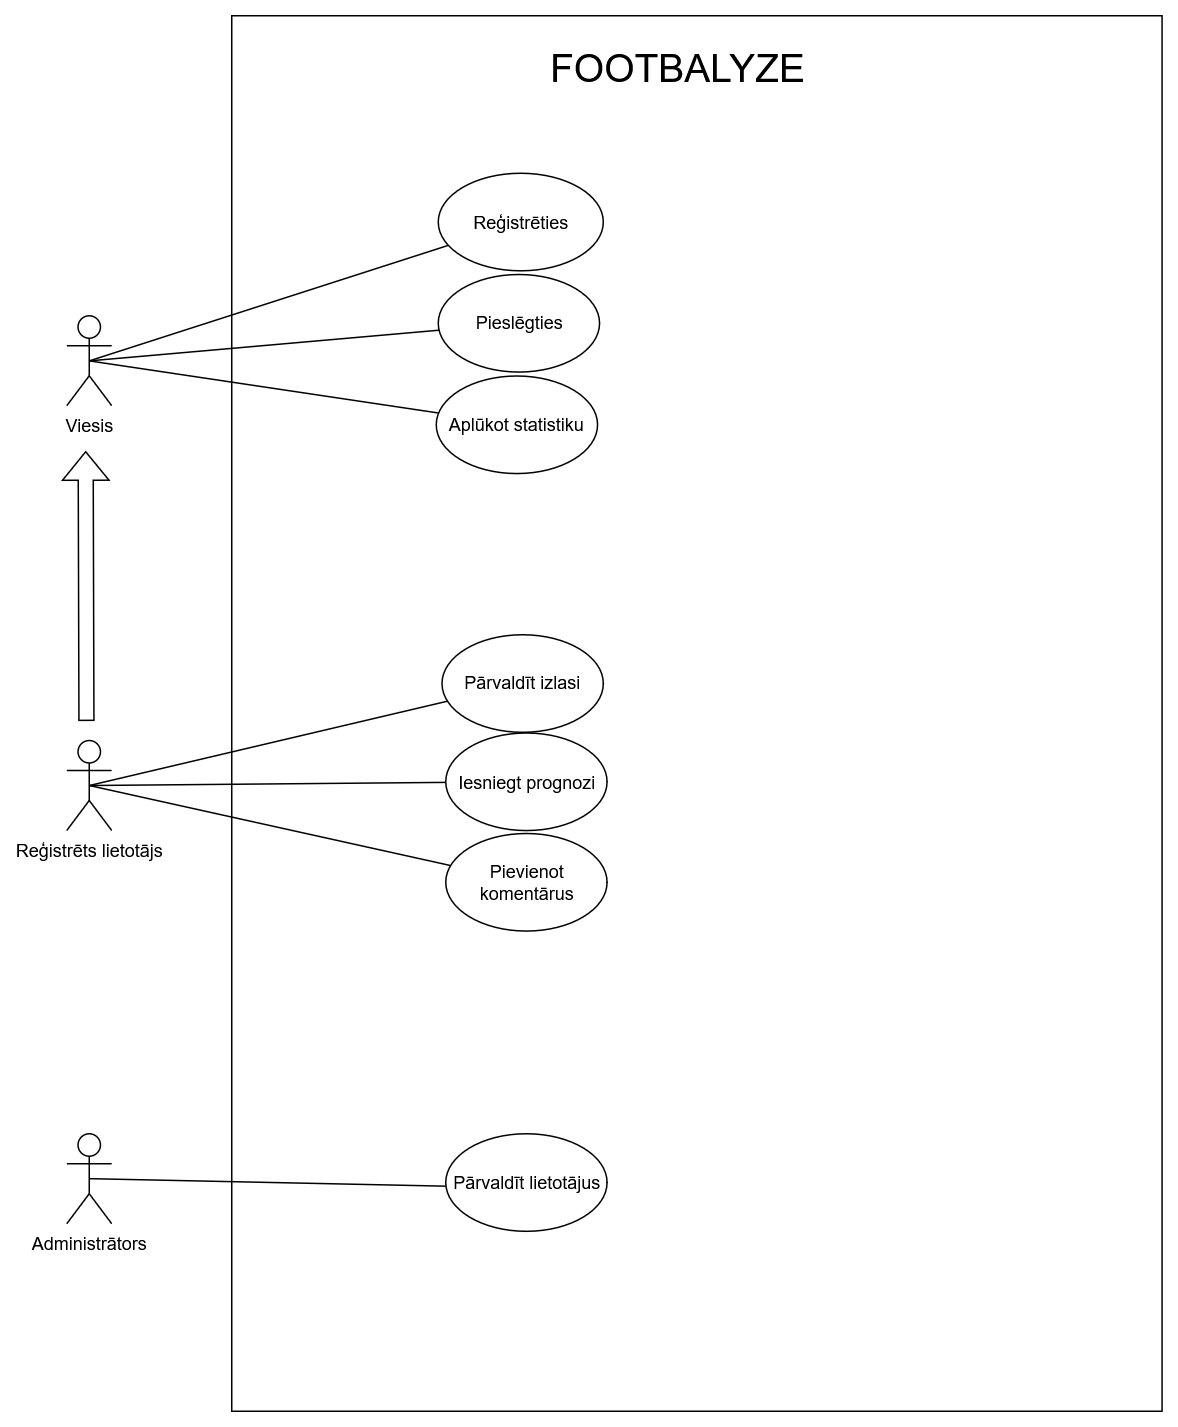 FOOTBALYZE
Reģistrēties
Pieslēgties
Aplūkot statistiku
Viesis
Pārvaldīt izlasi
Iesniegt prognozi
Pievienot
komentārus
Reģistrēts lietotājs
Pārvaldīt lietotājus
Administrātors